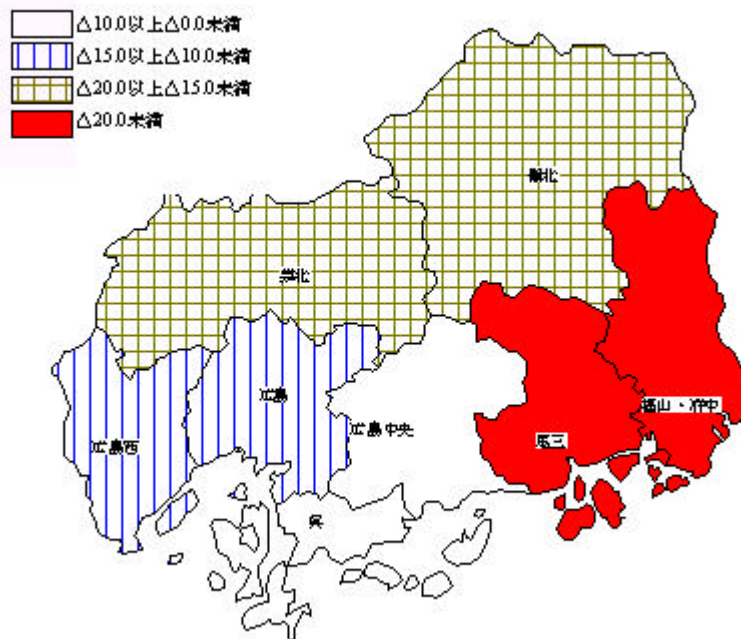 △10.0以上△0.0未満
△15.0以上△10.0未満
△20.0以上△15.0未満
△20.0未満
備北
芸北
広島
広島西
広島中央
呉
尾三
福山・府中